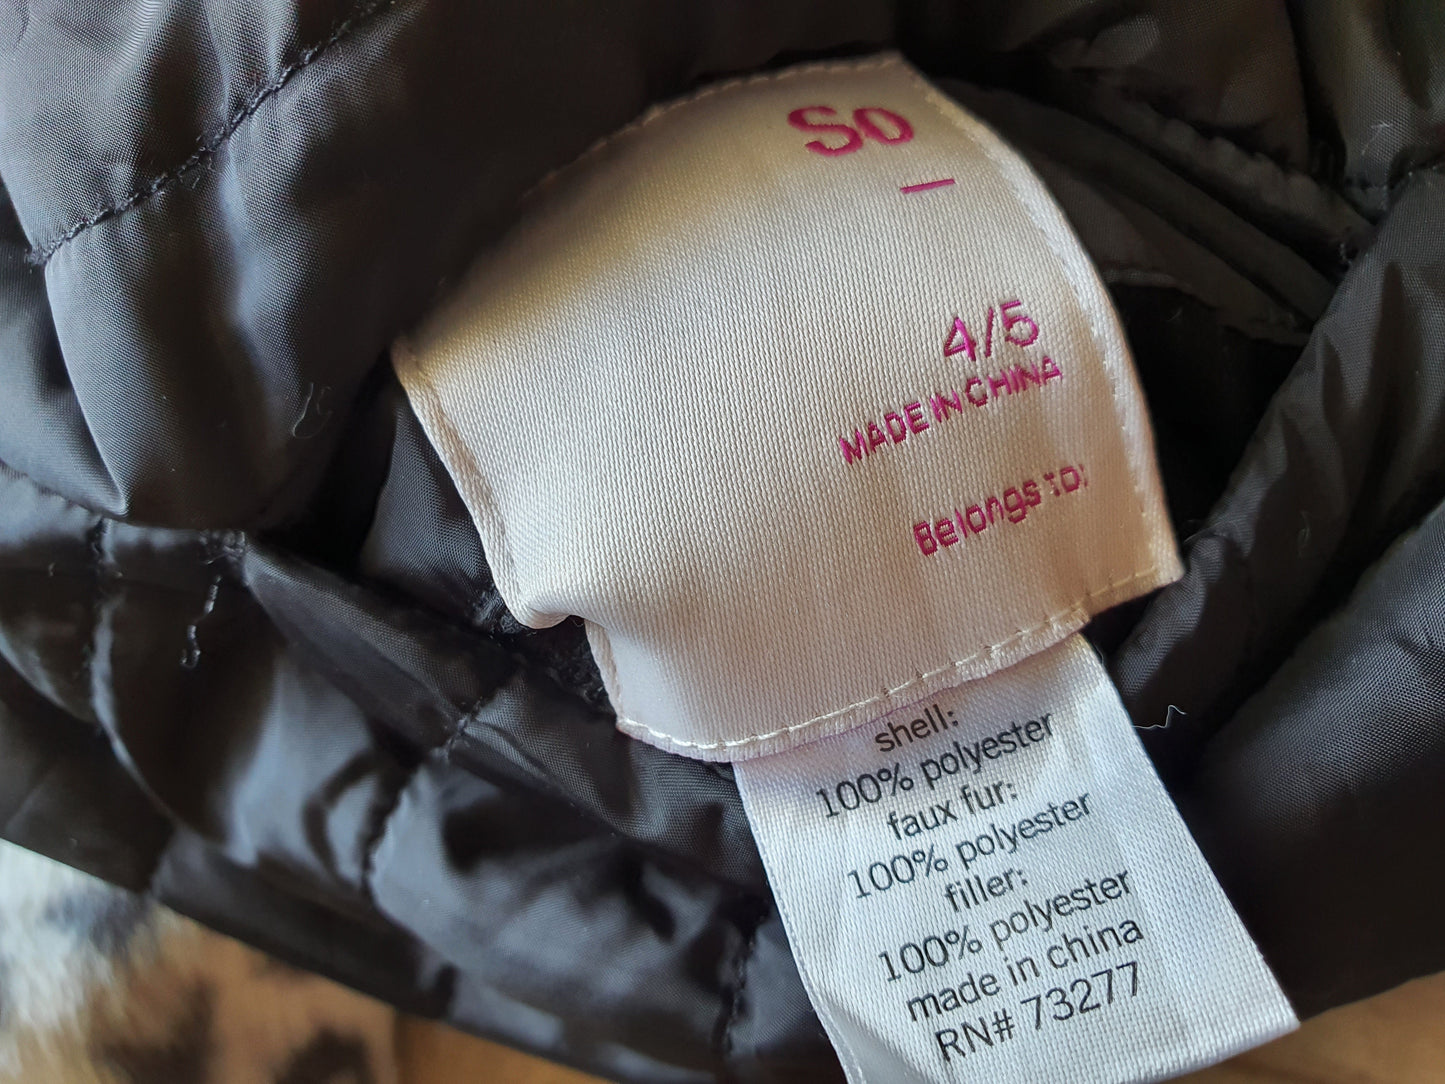 So
4/5
MADE IN CHINA
Belongs to:
shell:
100% polyester
faux fur:
100% polyester
filler:
100% polyester
made in china
RN# 73277